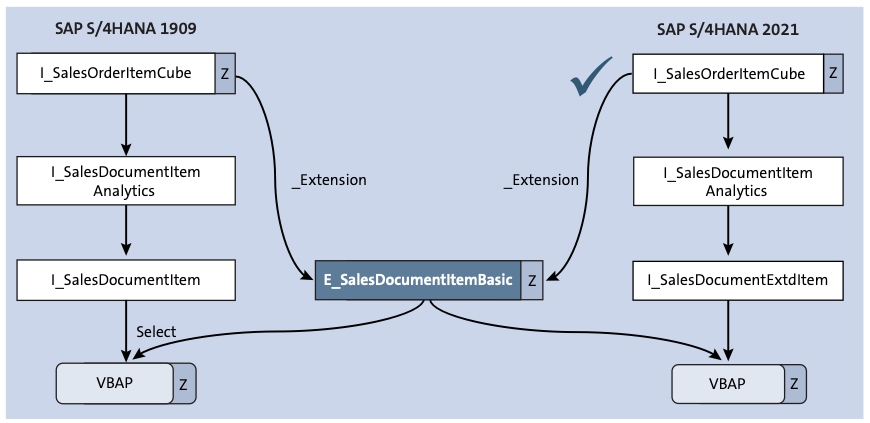 SAP S/4HANA 1909
SAP S/4HANA 2021
I_SalesOrderItemCube
Z
I_SalesOrderItemCube
Z
I_SalesDocumentItem
Analytics
_Extension
_Extension
I_SalesDocumentItem
Analytics
I_SalesDocumentItem
E_SalesDocumentItemBasic
Z
I_SalesDocumentExtdItem
Select
VBAP
Z
VBAP
Z